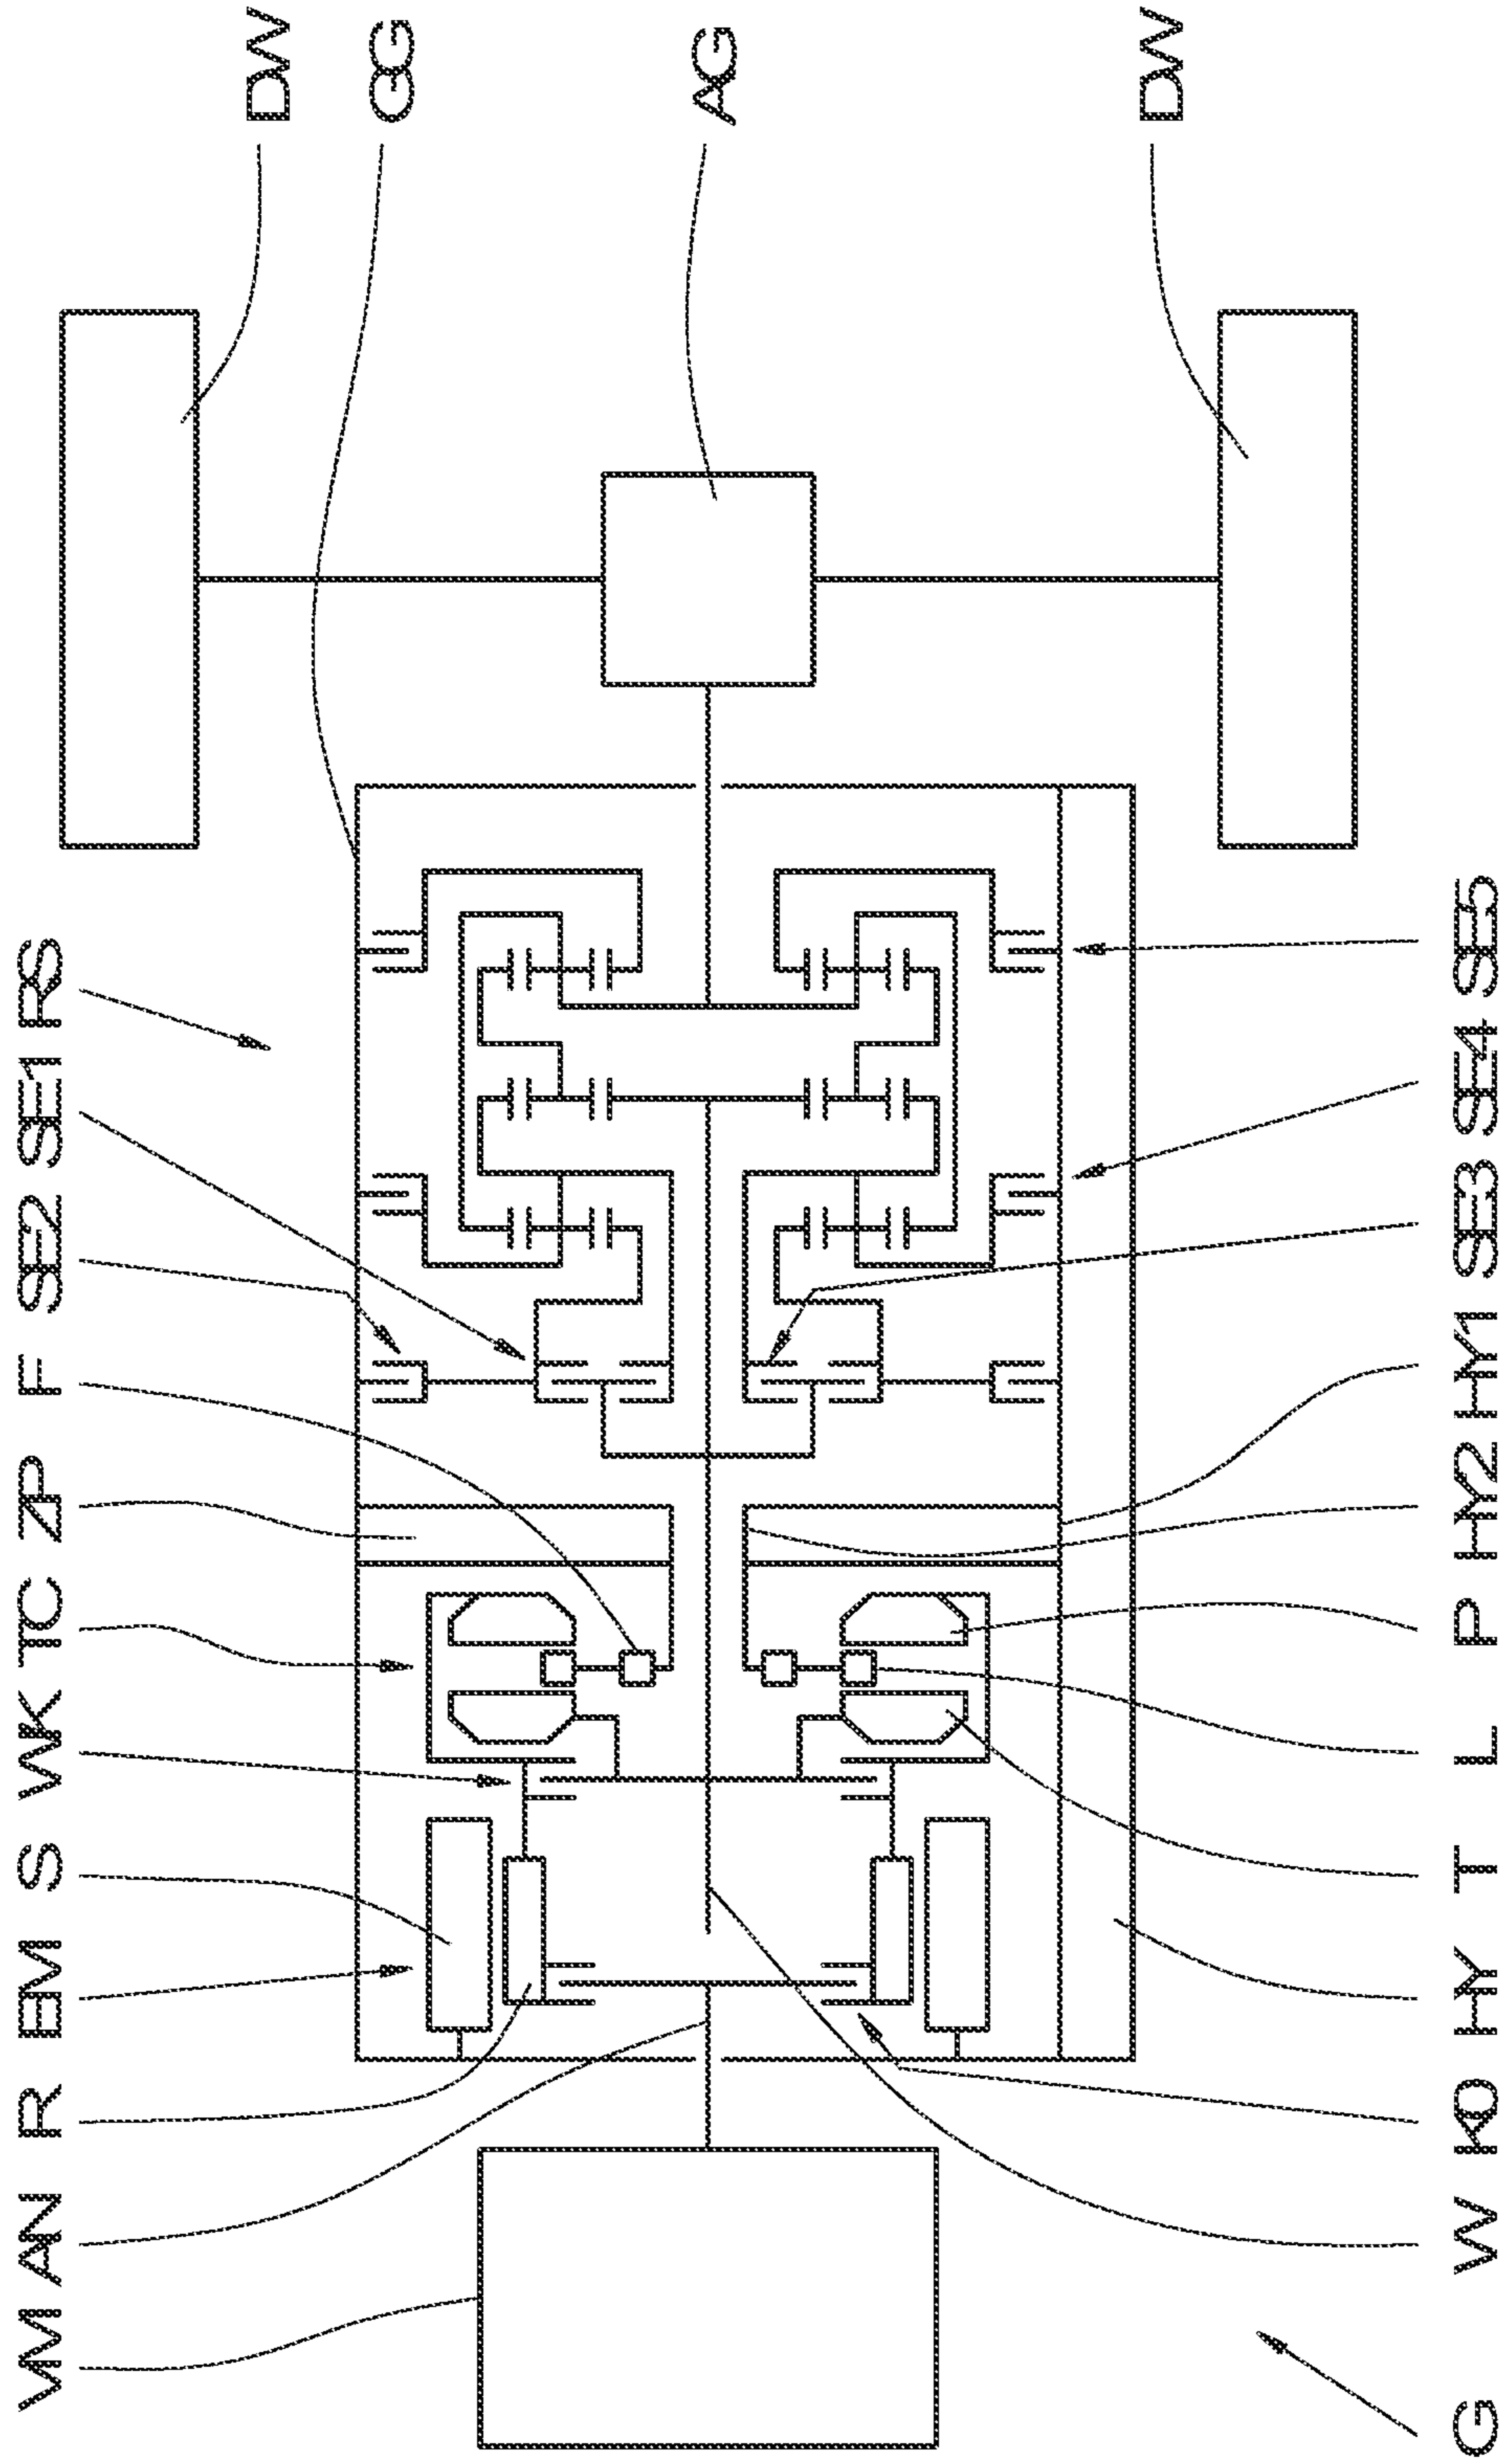 VM AN R EM S WK TC ZP F SE2 SE1 RS
DW
GG
AG
DW
G W K0 HY T L P HY2 HY1 SE3 SE4 SE5